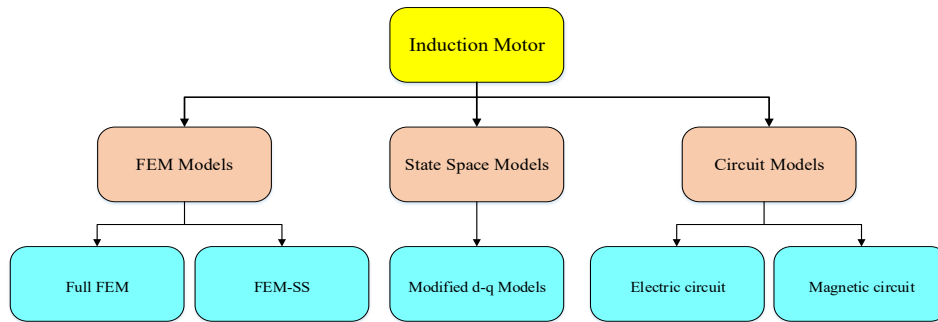 Induction Motor
FEM Models
State Space Models
Circuit Models
Full FEM
FEM-SS
Modified d-q Models
Electric circuit
Magnetic circuit